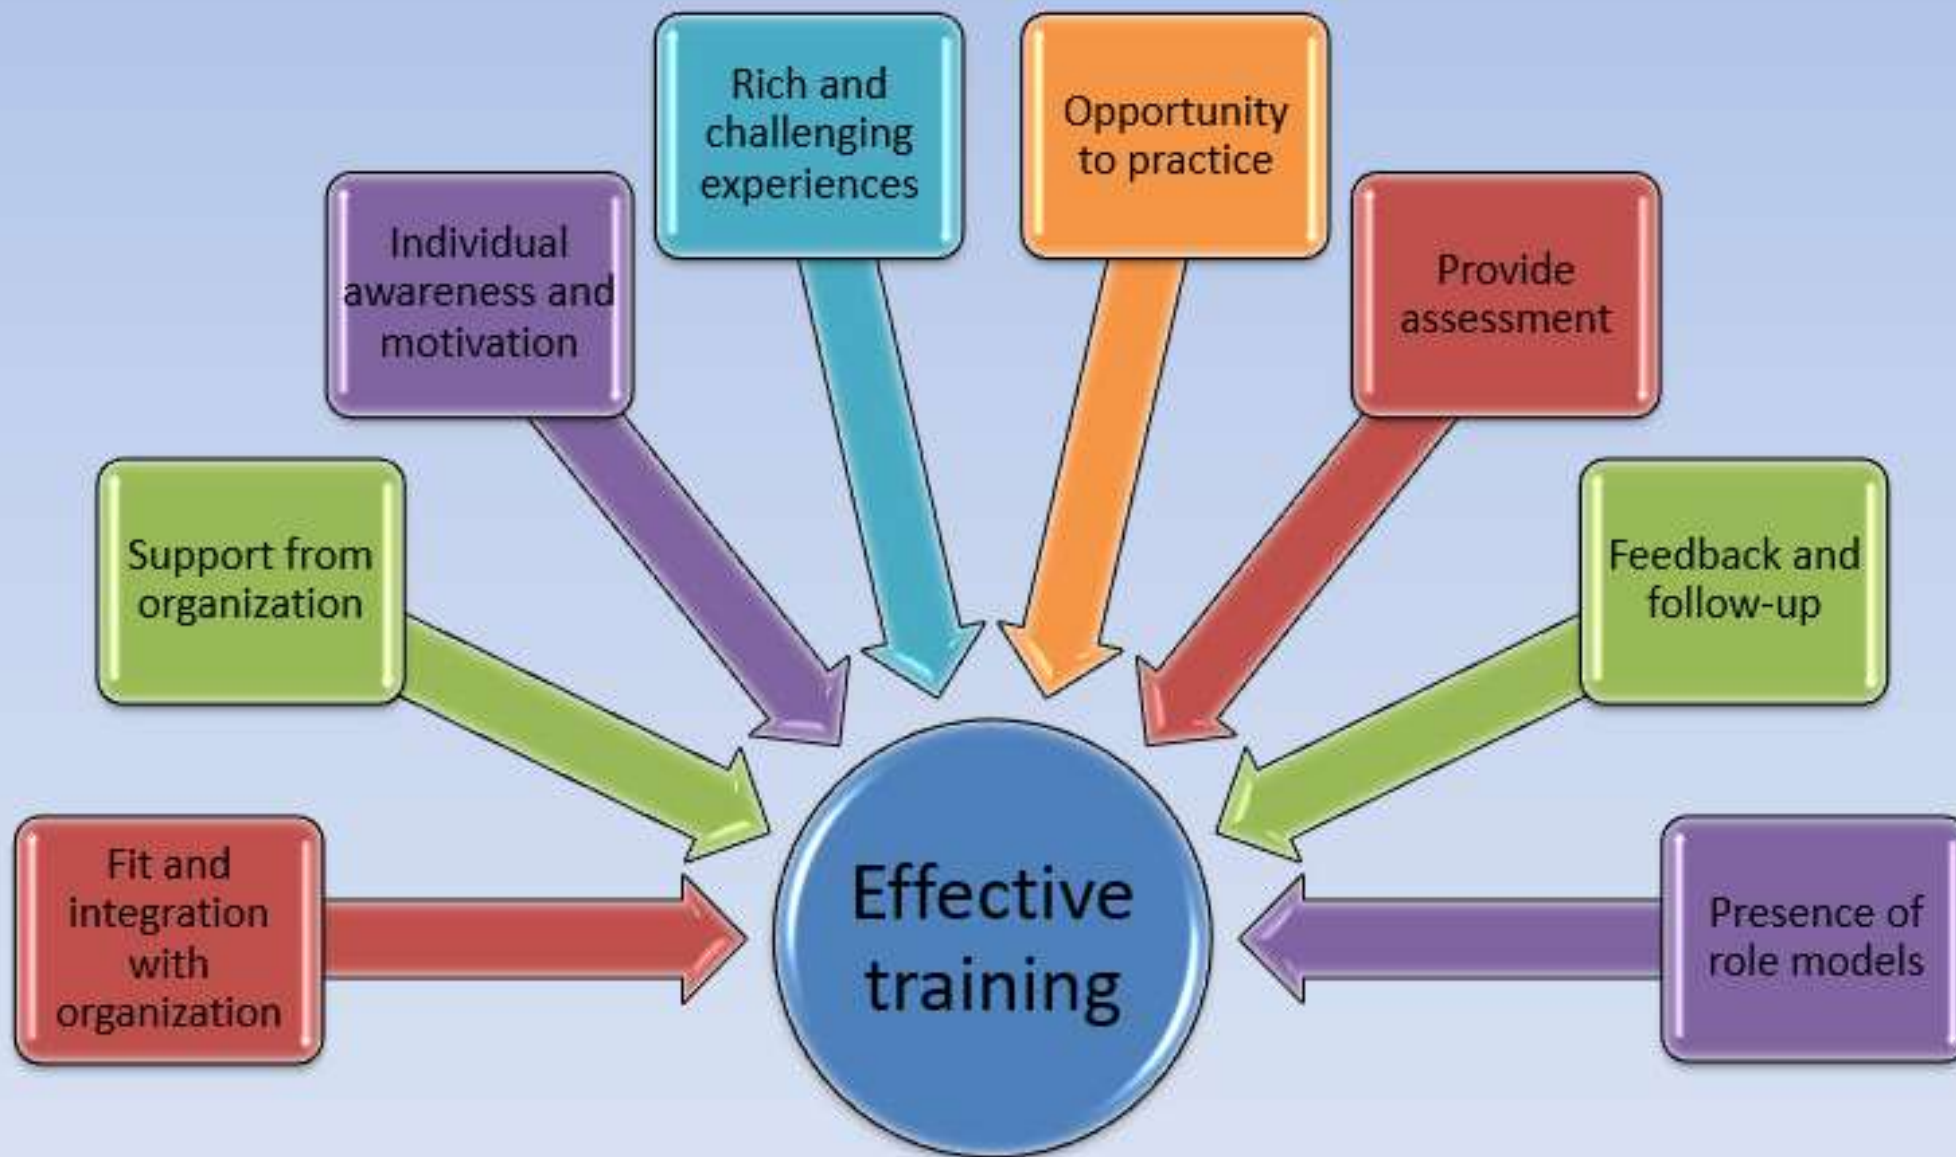 Rich and
challenging
experiences
Opportunity
to practice
Individual
awareness and
motivation
Provide
assessment
Support from
organization
Feedback and
follow-up
Fit and
integration
with
organization
Effective
training
Presence of
role models